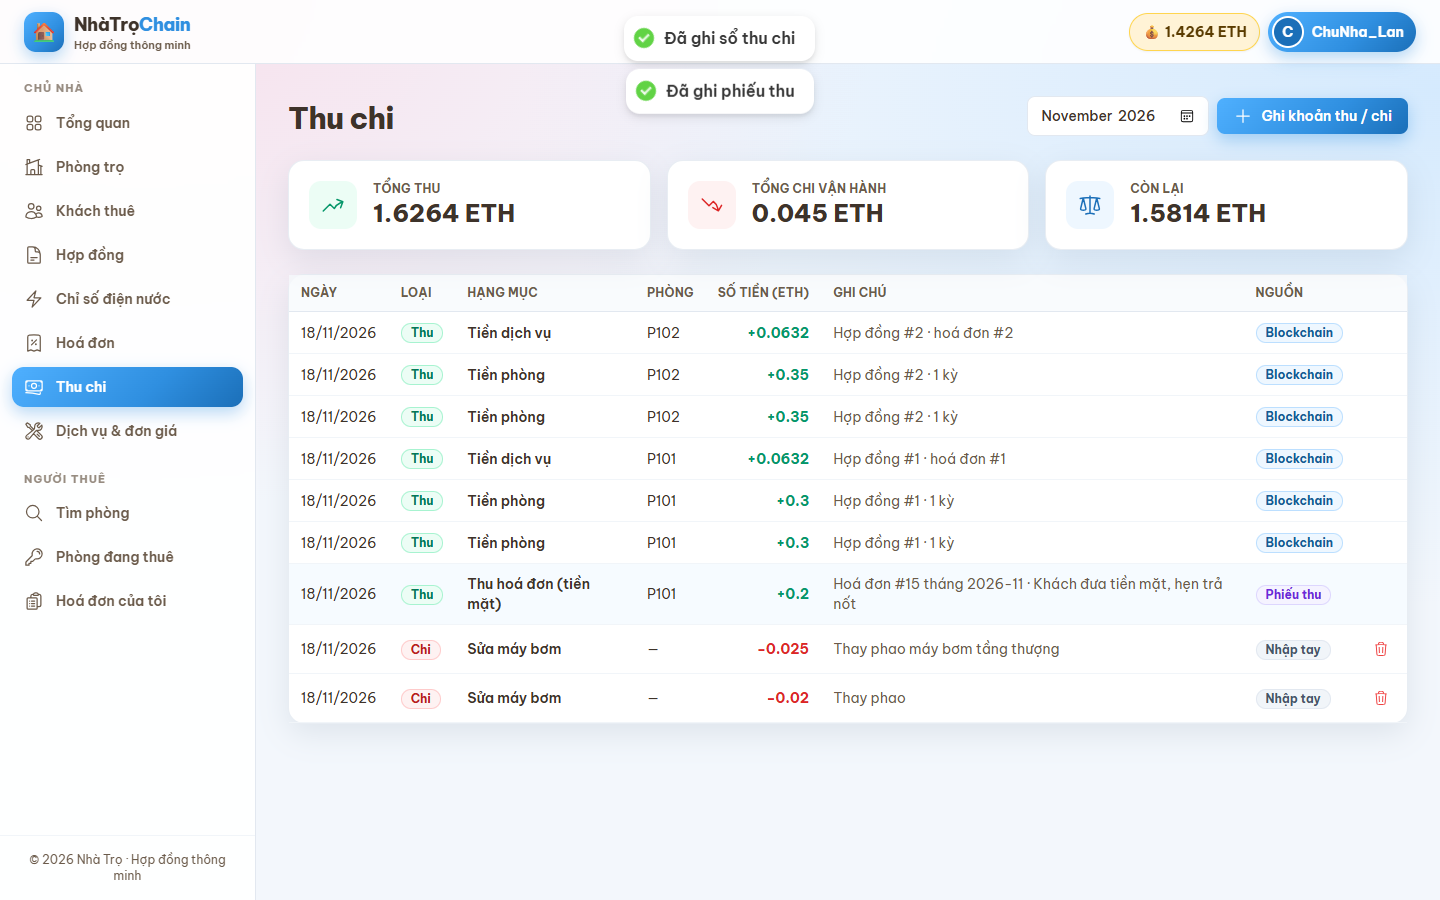 NhàTrọChain
Hợp đồng thông minh
Đã ghi sổ thu chi
Đã ghi phiếu thu
1.4264 ETH
C
ChuNha_Lan
CHỦ NHÀ
Tổng quan
Phòng trọ
Khách thuê
Hợp đồng
Chỉ số điện nước
Hoá đơn
Thu chi
Dịch vụ & đơn giá
NGƯỜI THUÊ
Tìm phòng
Phòng đang thuê
Hoá đơn của tôi
© 2026 Nhà Trọ · Hợp đồng thông
minh
Thu chi
November 2026
Ghi khoản thu / chi
TỔNG THU
1.6264 ETH
TỔNG CHI VẬN HÀNH
0.045 ETH
CÒN LẠI
1.5814 ETH
NGÀY LOẠI HẠNG MỤC PHÒNG SỐ TIỀN (ETH) GHI CHÚ NGUỒN
18/11/2026 Thu Tiền dịch vụ P102 +0.0632 Hợp đồng #2 · hoá đơn #2 Blockchain
18/11/2026 Thu Tiền phòng P102 +0.35 Hợp đồng #2 · 1 kỳ Blockchain
18/11/2026 Thu Tiền phòng P102 +0.35 Hợp đồng #2 · 1 kỳ Blockchain
18/11/2026 Thu Tiền dịch vụ P101 +0.0632 Hợp đồng #1 · hoá đơn #1 Blockchain
18/11/2026 Thu Tiền phòng P101 +0.3 Hợp đồng #1 · 1 kỳ Blockchain
18/11/2026 Thu Tiền phòng P101 +0.3 Hợp đồng #1 · 1 kỳ Blockchain
18/11/2026 Thu Thu hoá đơn (tiền mặt) P101 +0.2 Hoá đơn #15 tháng 2026-11 · Khách đưa tiền mặt, hẹn trả nốt Phiếu thu
18/11/2026 Chi Sửa máy bơm — -0.025 Thay phao máy bơm tầng thượng Nhập tay
18/11/2026 Chi Sửa máy bơm — -0.02 Thay phao Nhập tay